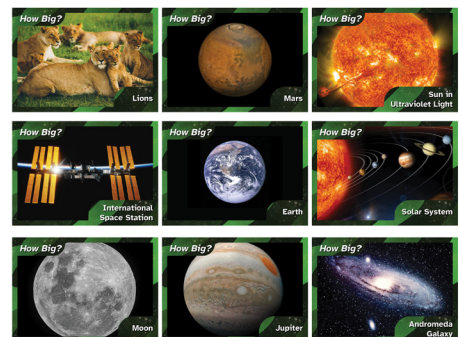 How Big?
Lions
How Big?
Mars
How Big?
Sun in
Ultraviolet Light
How Big?
International
Space Station
How Big?
Earth
How Big?
Solar System
How Big?
Moon
How Big?
Jupiter
How Big?
Andromeda
Galaxy